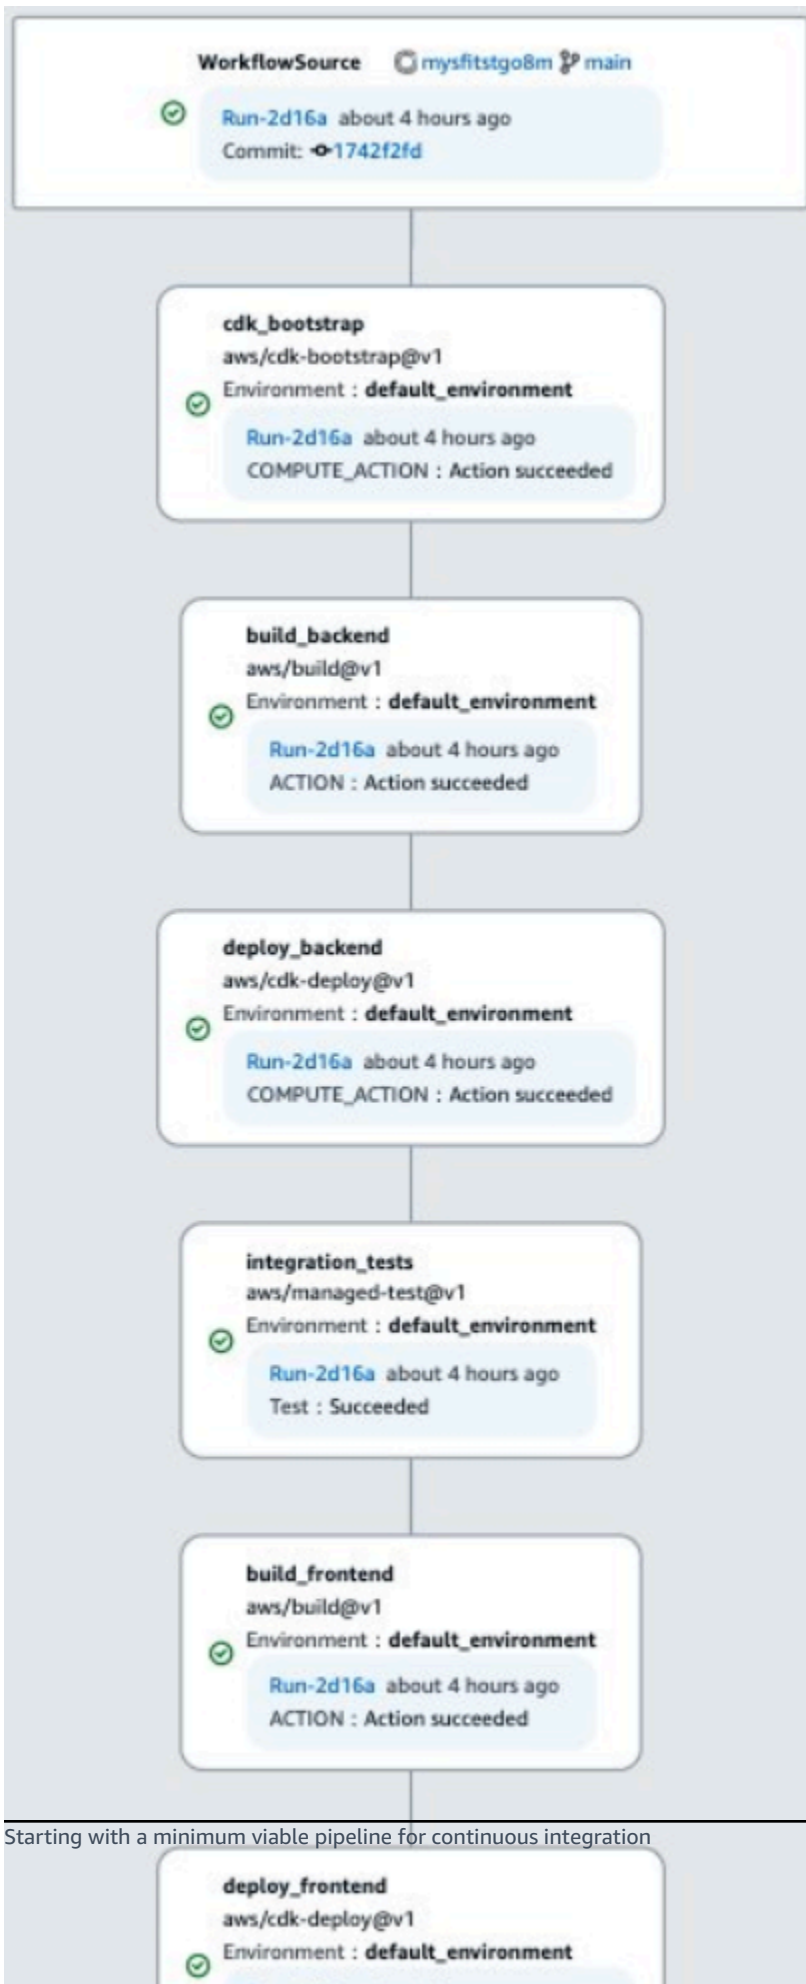 WorkflowSource mysfitstgo8m main
Run-2d16a about 4 hours ago
Commit: 1742f2fd
cdk_bootstrap
aws/cdk-bootstrap@v1
Environment : default_environment
Run-2d16a about 4 hours ago
COMPUTE_ACTION : Action succeeded
build_backend
aws/build@v1
Environment : default_environment
Run-2d16a about 4 hours ago
ACTION : Action succeeded
deploy_backend
aws/cdk-deploy@v1
Environment : default_environment
Run-2d16a about 4 hours ago
COMPUTE_ACTION : Action succeeded
integration_tests
aws/managed-test@v1
Environment : default_environment
Run-2d16a about 4 hours ago
Test : Succeeded
build_frontend
aws/build@v1
Environment : default_environment
Run-2d16a about 4 hours ago
ACTION : Action succeeded
Starting with a minimum viable pipeline for continuous integration
deploy_frontend
aws/cdk-deploy@v1
Environment : default_environment